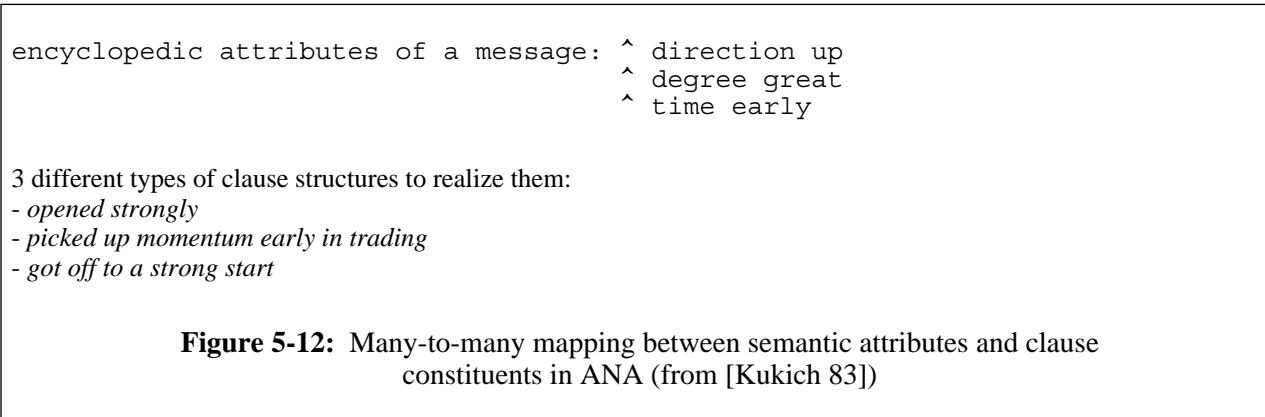 encyclopedic attributes of a message: ^ direction up
^ degree great
^ time early
3 different types of clause structures to realize them:
- opened strongly
- picked up momentum early in trading
- got off to a strong start
Figure 5-12: Many-to-many mapping between semantic attributes and clause
constituents in ANA (from [Kukich 83])